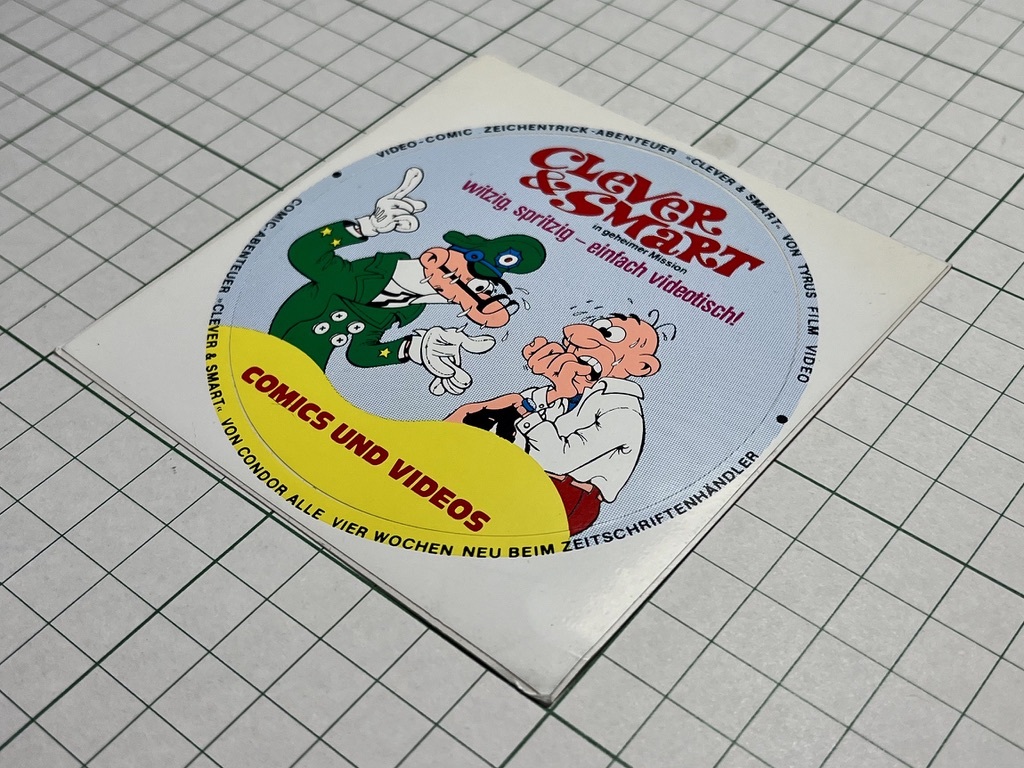 VIDEO-COMIC ZEICHENTRICK-ABENTEUER "CLEVER & SMART" VON TYRUS FILM VIDEO
CLEVER
& SMART
in geheimer Mission
witzig, spritzig – einfach videotisch!
COMICS UND VIDEOS
COMIC-ABENTEUER "CLEVER & SMART" VON CONDOR ALLE VIER WOCHEN NEU BEIM ZEITSCHRIFTENHÄNDLER